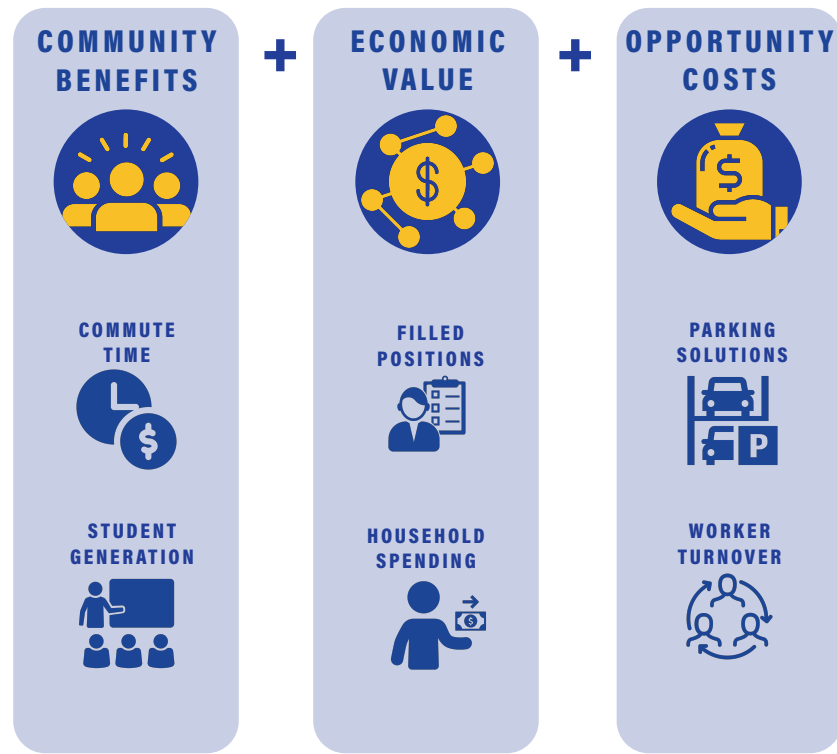 COMMUNITY
BENEFITS
+
ECONOMIC
VALUE
+
OPPORTUNITY
COSTS
$
$
COMMUTE
TIME
$
FILLED
POSITIONS
PARKING
SOLUTIONS
P
STUDENT
GENERATION
HOUSEHOLD
SPENDING
$
WORKER
TURNOVER